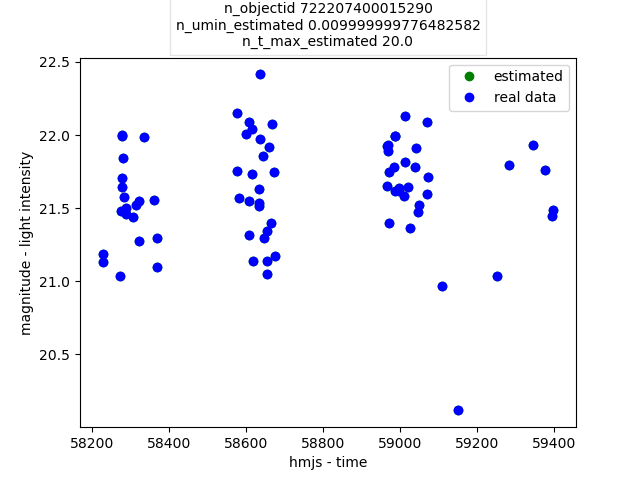 n_objectid 722207400015290
n_umin_estimated 0.009999999776482582
n_t_max_estimated 20.0
22.5
22.0
21.5
21.0
20.5
magnitude - light intensity
estimated
real data
58200 58400 58600 58800 59000 59200 59400
hmjs - time